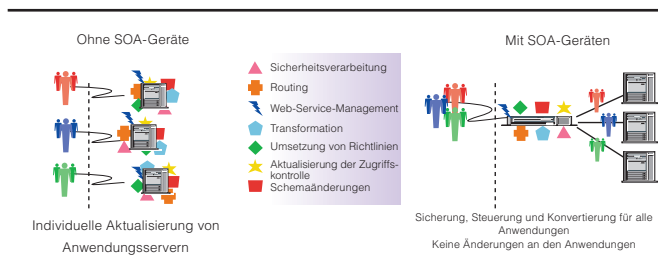 Ohne SOA-Geräte
Sicherheitsverarbeitung
Routing
Web-Service-Management
Transformation
Umsetzung von Richtlinien
Aktualisierung der Zugriffs-
kontrolle
Schemaänderungen
Individuelle Aktualisierung von
Anwendungsservern
Mit SOA-Geräten
Sicherung, Steuerung und Konvertierung für alle
Anwendungen
Keine Änderungen an den Anwendungen